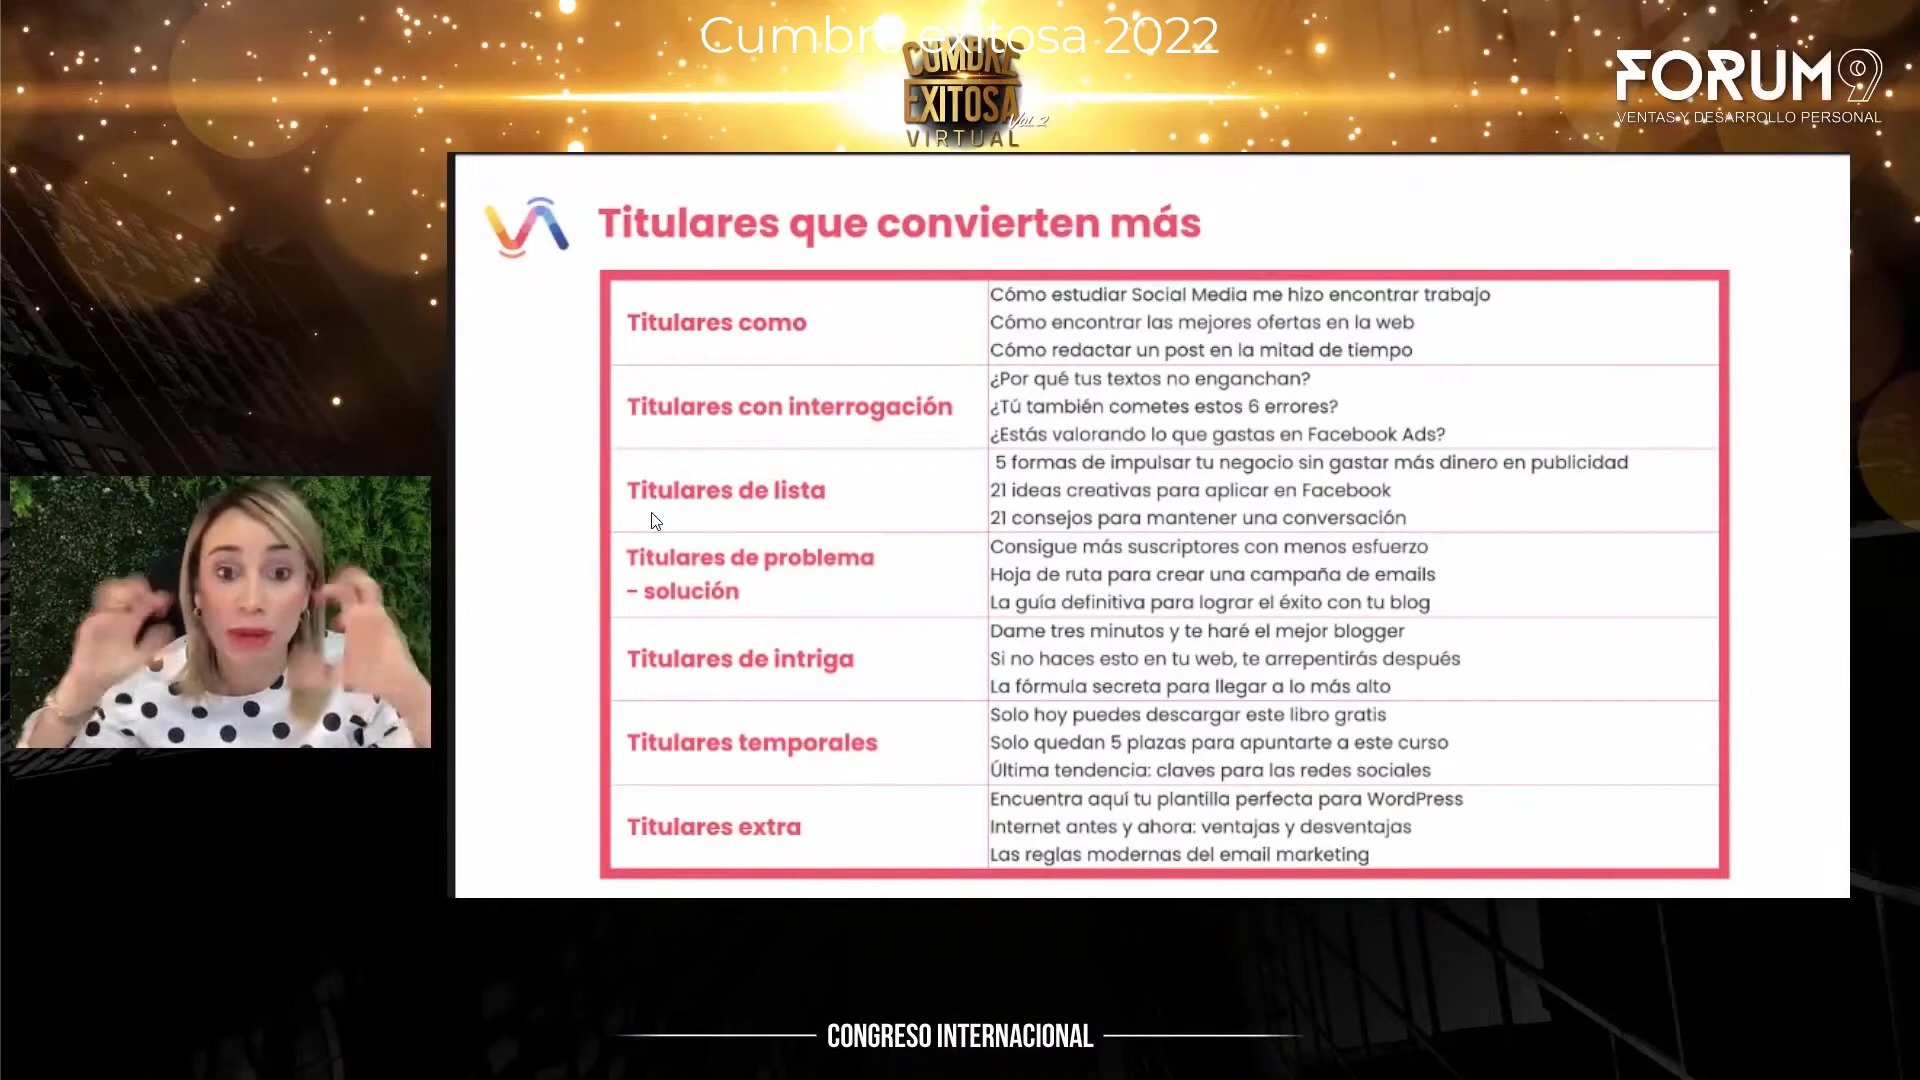 Cumbre exitosa 2022
CUMBRE
EXITOSA
Vol 2
VIRTUAL
FORUM9
VENTAS Y DESARROLLO PERSONAL
Titulares que convierten más
Titulares como
Cómo estudiar Social Media me hizo encontrar trabajo
Cómo encontrar las mejores ofertas en la web
Cómo redactar un post en la mitad de tiempo
Titulares con interrogación
¿Por qué tus textos no enganchan?
¿Tú también cometes estos 6 errores?
¿Estás valorando lo que gastas en Facebook Ads?
Titulares de lista
5 formas de impulsar tu negocio sin gastar más dinero en publicidad
21 ideas creativas para aplicar en Facebook
21 consejos para mantener una conversación
Titulares de problema
- solución
Consigue más suscriptores con menos esfuerzo
Hoja de ruta para crear una campaña de emails
La guía definitiva para lograr el éxito con tu blog
Titulares de intriga
Dame tres minutos y te haré el mejor blogger
Si no haces esto en tu web, te arrepentirás después
La fórmula secreta para llegar a lo más alto
Titulares temporales
Solo hoy puedes descargar este libro gratis
Solo quedan 5 plazas para apuntarte a este curso
Última tendencia: claves para las redes sociales
Titulares extra
Encuentra aquí tu plantilla perfecta para WordPress
Internet antes y ahora: ventajas y desventajas
Las reglas modernas del email marketing
CONGRESO INTERNACIONAL